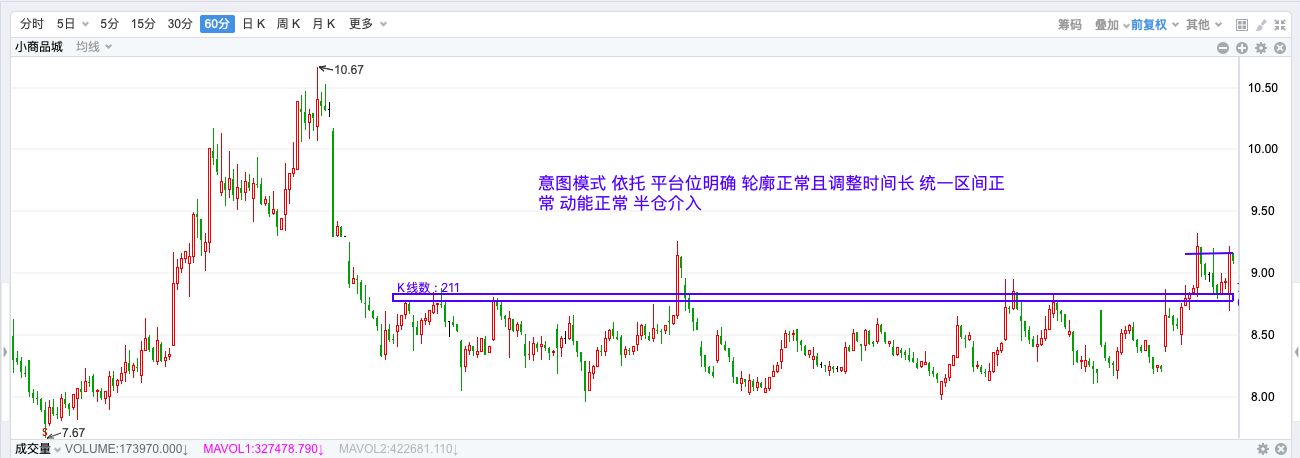 分时 5日 5分 15分 30分 60分 日K 周K 月K 更多 筹码 叠加 前复权 其他
小商品城 均线
10.67
10.50
10.00
意图模式 依托 平台位明确 轮廓正常且调整时间长 统一区间正
常 动能正常 半仓介入
9.50
9.00
K线数：211
8.50
8.00
$
7.67
成交量 VOLUME:173970.000↓ MAVOL1:327478.790↓ MAVOL2:422681.110↓